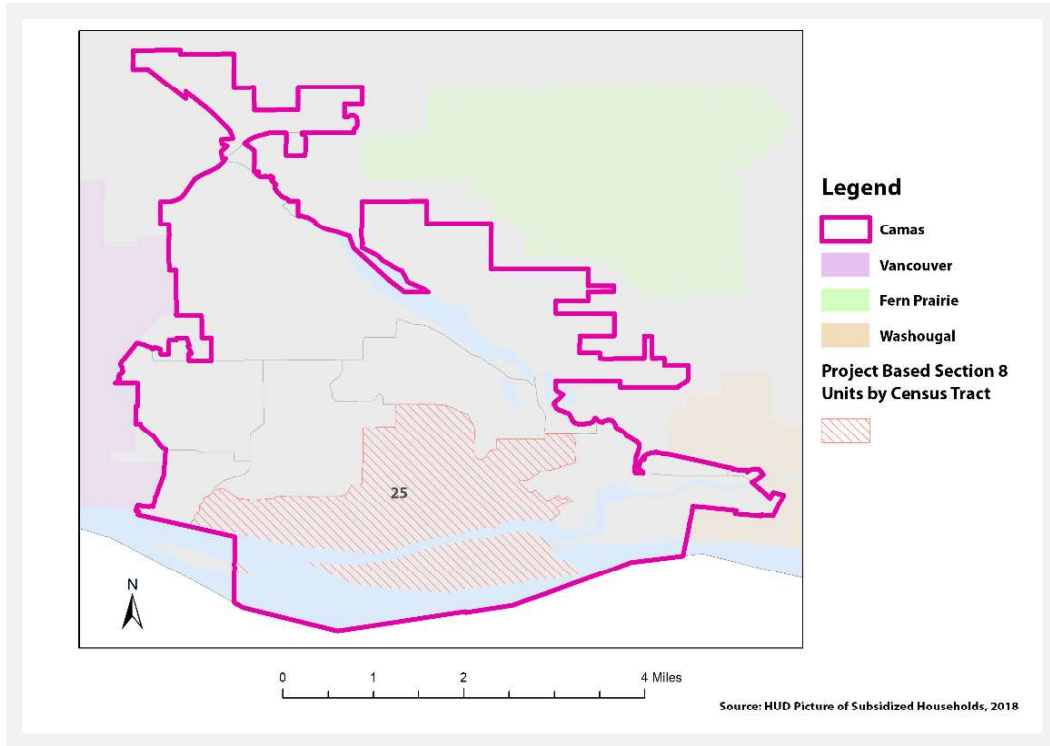 Legend
Camas
Vancouver
Fern Prairie
Washougal
Project Based Section 8
Units by Census Tract
25
N
0 1 2 4 Miles
Source: HUD Picture of Subsidized Households, 2018